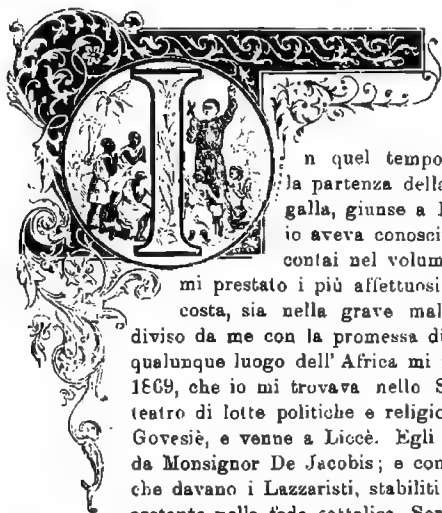 In quel tempo
la partenza della
galla, giunse a
io aveva conosci
contai nel volum
mi prestato i più affettuosi
costa, sia nella grave mal
diviso da me con la promessa di
qualunque luogo dell' Africa mi
1869, che io mi trovava nello S
teatro di lotte politiche e religio
Govesiè, e venne a Liccè. Egli
da Monsignor De Jacobis; e con
che davano i Lazzaristi, stabiliti
costante nella fede cattolica.